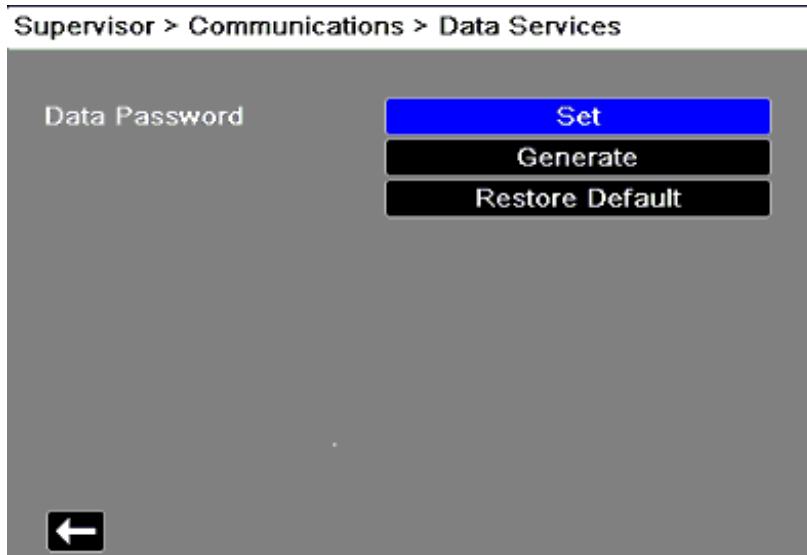 Supervisor > Communications > Data Services
Data Password Set
Generate
Restore Default